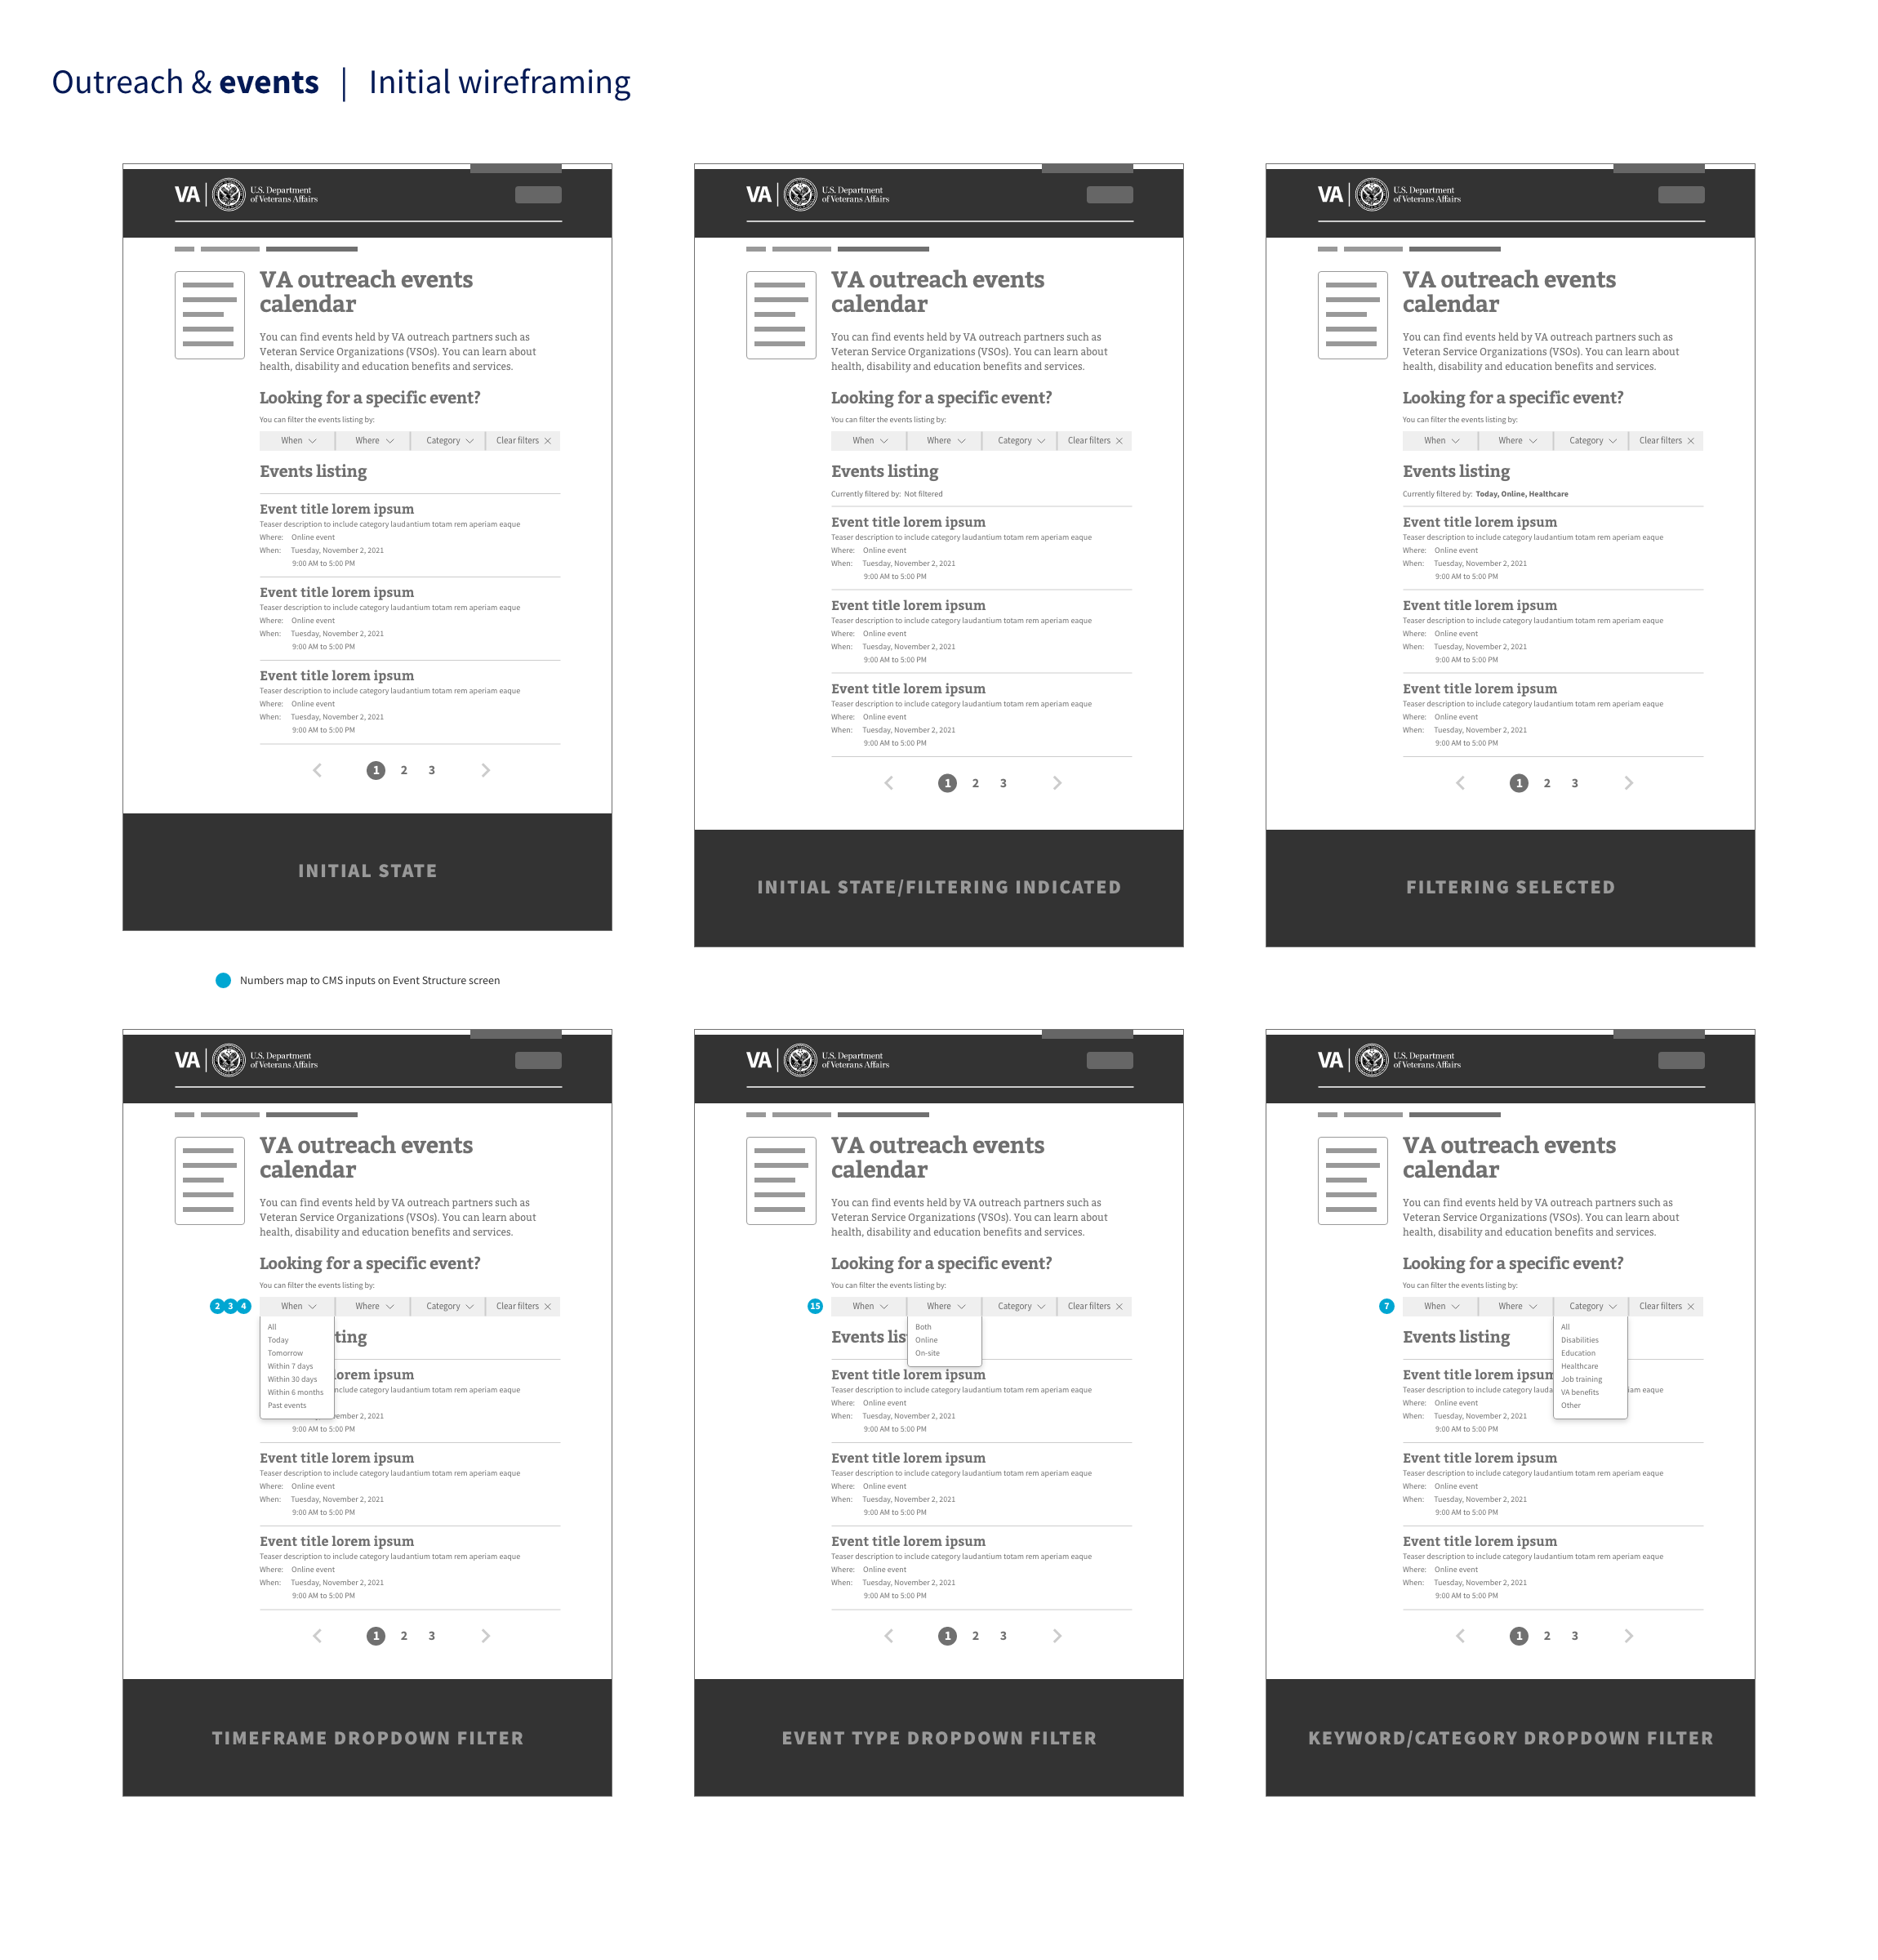 Outreach & events | Initial wireframing
VA U.S. Department
of Veterans Affairs
VA outreach events
calendar
You can find events held by VA outreach partners such as
Veteran Service Organizations (VSOs). You can learn about
health, disability and education benefits and services.
Looking for a specific event?
You can filter the events listing by:
When Where Category Clear filters
Events listing
Event title lorem ipsum
Teaser description to include category laudantium totam rem aperiam eaque
Where: Online event
When: Tuesday, November 2, 2021
9:00 AM to 5:00 PM
Event title lorem ipsum
Teaser description to include category laudantium totam rem aperiam eaque
Where: Online event
When: Tuesday, November 2, 2021
9:00 AM to 5:00 PM
Event title lorem ipsum
Teaser description to include category laudantium totam rem aperiam eaque
Where: Online event
When: Tuesday, November 2, 2021
9:00 AM to 5:00 PM
1 2 3
INITIAL STATE
VA U.S. Department
of Veterans Affairs
VA outreach events
calendar
You can find events held by VA outreach partners such as
Veteran Service Organizations (VSOs). You can learn about
health, disability and education benefits and services.
Looking for a specific event?
You can filter the events listing by:
When Where Category Clear filters
Events listing
Currently filtered by: Not filtered
Event title lorem ipsum
Teaser description to include category laudantium totam rem aperiam eaque
Where: Online event
When: Tuesday, November 2, 2021
9:00 AM to 5:00 PM
Event title lorem ipsum
Teaser description to include category laudantium totam rem aperiam eaque
Where: Online event
When: Tuesday, November 2, 2021
9:00 AM to 5:00 PM
Event title lorem ipsum
Teaser description to include category laudantium totam rem aperiam eaque
Where: Online event
When: Tuesday, November 2, 2021
9:00 AM to 5:00 PM
1 2 3
INITIAL STATE/FILTERING INDICATED
VA U.S. Department
of Veterans Affairs
VA outreach events
calendar
You can find events held by VA outreach partners such as
Veteran Service Organizations (VSOs). You can learn about
health, disability and education benefits and services.
Looking for a specific event?
You can filter the events listing by:
When Where Category Clear filters
Events listing
Currently filtered by: Today, Online, Healthcare
Event title lorem ipsum
Teaser description to include category laudantium totam rem aperiam eaque
Where: Online event
When: Tuesday, November 2, 2021
9:00 AM to 5:00 PM
Event title lorem ipsum
Teaser description to include category laudantium totam rem aperiam eaque
Where: Online event
When: Tuesday, November 2, 2021
9:00 AM to 5:00 PM
Event title lorem ipsum
Teaser description to include category laudantium totam rem aperiam eaque
Where: Online event
When: Tuesday, November 2, 2021
9:00 AM to 5:00 PM
1 2 3
FILTERING SELECTED
Numbers map to CMS inputs on Event Structure screen
VA U.S. Department
of Veterans Affairs
VA outreach events
calendar
You can find events held by VA outreach partners such as
Veteran Service Organizations (VSOs). You can learn about
health, disability and education benefits and services.
Looking for a specific event?
You can filter the events listing by:
2 3 4 When Where Category Clear filters
All
Today
Tomorrow
Within 7 days
Within 30 days
Within 6 months
Past events
ting
lorem ipsum
include category laudantium totam rem aperiam eaque
ember 2, 2021
9:00 AM to 5:00 PM
Event title lorem ipsum
Teaser description to include category laudantium totam rem aperiam eaque
Where: Online event
When: Tuesday, November 2, 2021
9:00 AM to 5:00 PM
Event title lorem ipsum
Teaser description to include category laudantium totam rem aperiam eaque
Where: Online event
When: Tuesday, November 2, 2021
9:00 AM to 5:00 PM
1 2 3
TIMEFRAME DROPDOWN FILTER
VA U.S. Department
of Veterans Affairs
VA outreach events
calendar
You can find events held by VA outreach partners such as
Veteran Service Organizations (VSOs). You can learn about
health, disability and education benefits and services.
Looking for a specific event?
You can filter the events listing by:
15 When Where Category Clear filters
Both
Online
On-site
Events lis
Event title lorem ipsum
Teaser description to include category laudantium totam rem aperiam eaque
Where: Online event
When: Tuesday, November 2, 2021
9:00 AM to 5:00 PM
Event title lorem ipsum
Teaser description to include category laudantium totam rem aperiam eaque
Where: Online event
When: Tuesday, November 2, 2021
9:00 AM to 5:00 PM
Event title lorem ipsum
Teaser description to include category laudantium totam rem aperiam eaque
Where: Online event
When: Tuesday, November 2, 2021
9:00 AM to 5:00 PM
1 2 3
EVENT TYPE DROPDOWN FILTER
VA U.S. Department
of Veterans Affairs
VA outreach events
calendar
You can find events held by VA outreach partners such as
Veteran Service Organizations (VSOs). You can learn about
health, disability and education benefits and services.
Looking for a specific event?
You can filter the events listing by:
7 When Where Category Clear filters
All
Disabilities
Education
Healthcare
Job training
VA benefits
Other
Events listing
Event title lorem ipsum
Teaser description to include category lauda iam eaque
Where: Online event
When: Tuesday, November 2, 2021
9:00 AM to 5:00 PM
Event title lorem ipsum
Teaser description to include category laudantium totam rem aperiam eaque
Where: Online event
When: Tuesday, November 2, 2021
9:00 AM to 5:00 PM
Event title lorem ipsum
Teaser description to include category laudantium totam rem aperiam eaque
Where: Online event
When: Tuesday, November 2, 2021
9:00 AM to 5:00 PM
1 2 3
KEYWORD/CATEGORY DROPDOWN FILTER